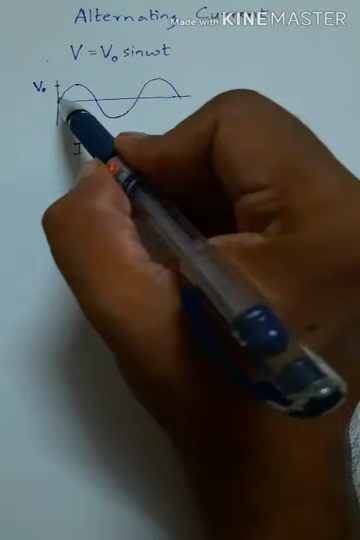 Alternating Current
Made with KINEMASTER
V = V₀ sinωt
V₀
I